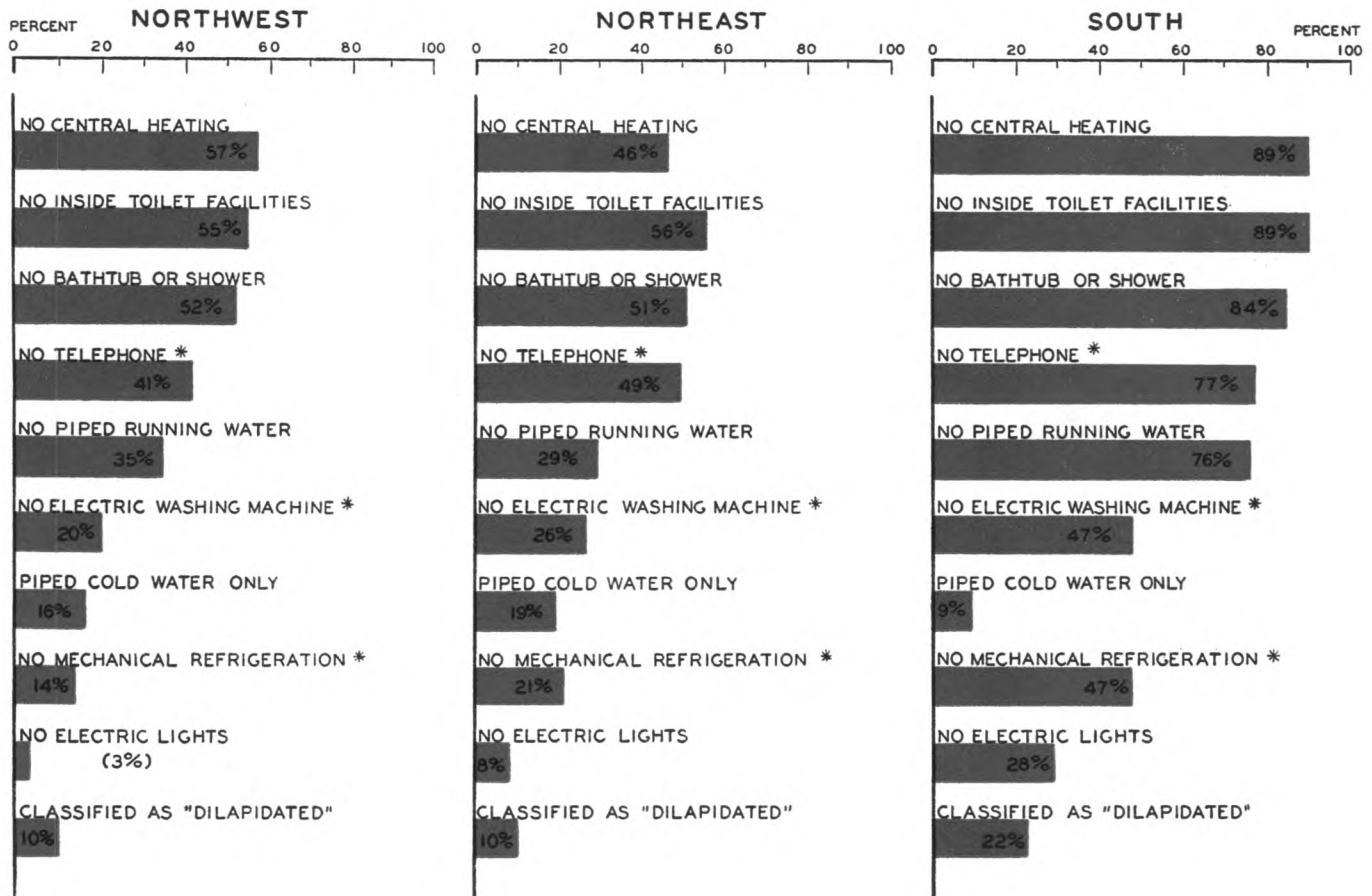 PERCENT NORTHWEST
0 20 40 60 80 100
NO CENTRAL HEATING
57%
NO INSIDE TOILET FACILITIES
55%
NO BATHTUB OR SHOWER
52%
NO TELEPHONE *
41%
NO PIPED RUNNING WATER
35%
NO ELECTRIC WASHING MACHINE *
20%
PIPED COLD WATER ONLY
16%
NO MECHANICAL REFRIGERATION *
14%
NO ELECTRIC LIGHTS
(3%)
CLASSIFIED AS "DILAPIDATED"
10%
NORTHEAST
0 20 40 60 80 100
NO CENTRAL HEATING
46%
NO INSIDE TOILET FACILITIES
56%
NO BATHTUB OR SHOWER
51%
NO TELEPHONE *
49%
NO PIPED RUNNING WATER
29%
NO ELECTRIC WASHING MACHINE *
26%
PIPED COLD WATER ONLY
19%
NO MECHANICAL REFRIGERATION *
21%
NO ELECTRIC LIGHTS
8%
CLASSIFIED AS "DILAPIDATED"
10%
SOUTH PERCENT
0 20 40 60 80 100
NO CENTRAL HEATING
89%
NO INSIDE TOILET FACILITIES
89%
NO BATHTUB OR SHOWER
84%
NO TELEPHONE *
77%
NO PIPED RUNNING WATER
76%
NO ELECTRIC WASHING MACHINE *
47%
PIPED COLD WATER ONLY
9%
NO MECHANICAL REFRIGERATION *
47%
NO ELECTRIC LIGHTS
28%
CLASSIFIED AS "DILAPIDATED"
22%